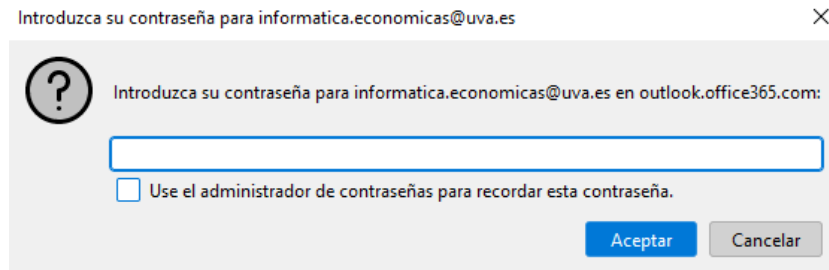 Introduzca su contraseña para informatica.economicas@uva.es
Introduzca su contraseña para informatica.economicas@uva.es en outlook.office365.com:
Use el administrador de contraseñas para recordar esta contraseña.
Aceptar Cancelar